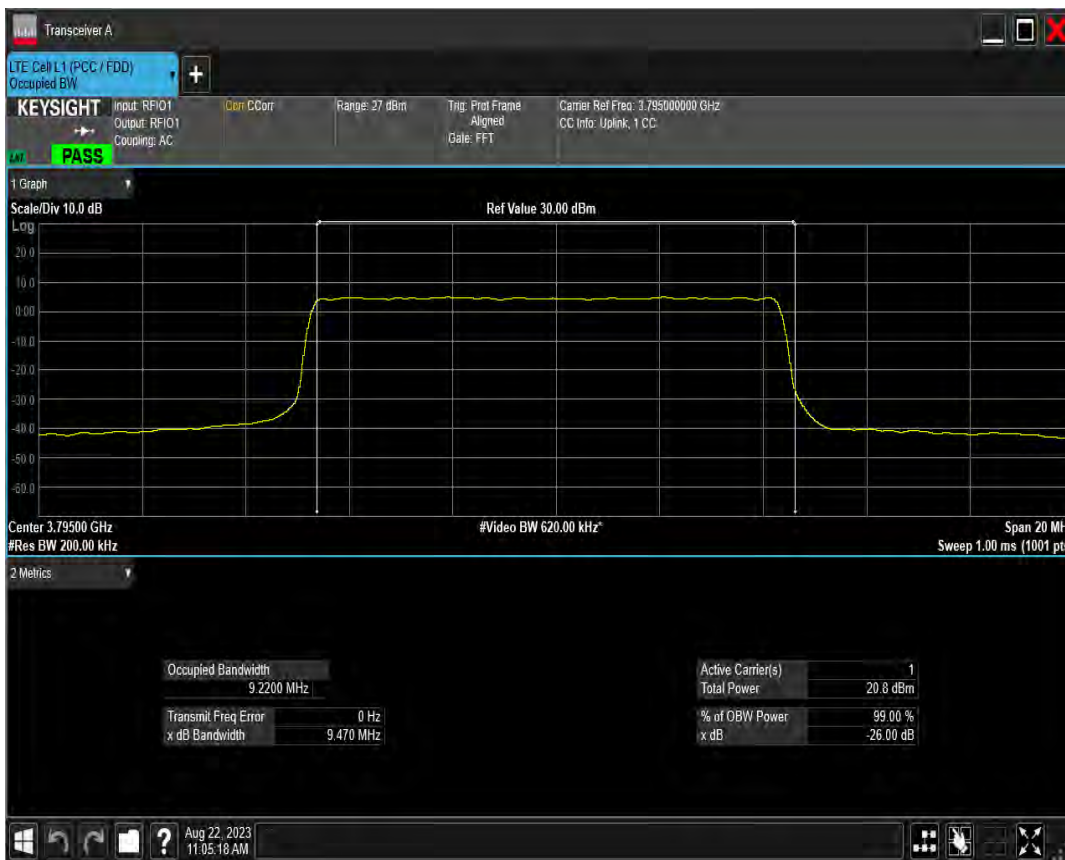 Transceiver A
LTE Cell L1 (PCC / FDD)
Occupied BW
KEYSIGHT
PASS
Input: RFIO1
Output: RFIO1
Coupling: AC
Corr CCorr
Range: 27 dBm
Trig: Prot Frame
Aligned
Gate: FFT
Carrier Ref Freq: 3.795000000 GHz
CC Info: Uplink, 1 CC
1 Graph
Scale/Div 10.0 dB
Ref Value 30.00 dBm
Log
20.0
10.0
0.00
-10.0
-20.0
-30.0
-40.0
-50.0
-60.0
Center 3.79500 GHz
#Video BW 620.00 kHz*
Span 20 MH
#Res BW 200.00 kHz
Sweep 1.00 ms (1001 pt
2 Metrics
Occupied Bandwidth
9.2200 MHz
Transmit Freq Error 0 Hz
x dB Bandwidth 9.470 MHz
Active Carrier(s) 1
Total Power 20.8 dBm
% of OBW Power 99.00 %
x dB -26.00 dB
Aug 22, 2023
11:05:18 AM